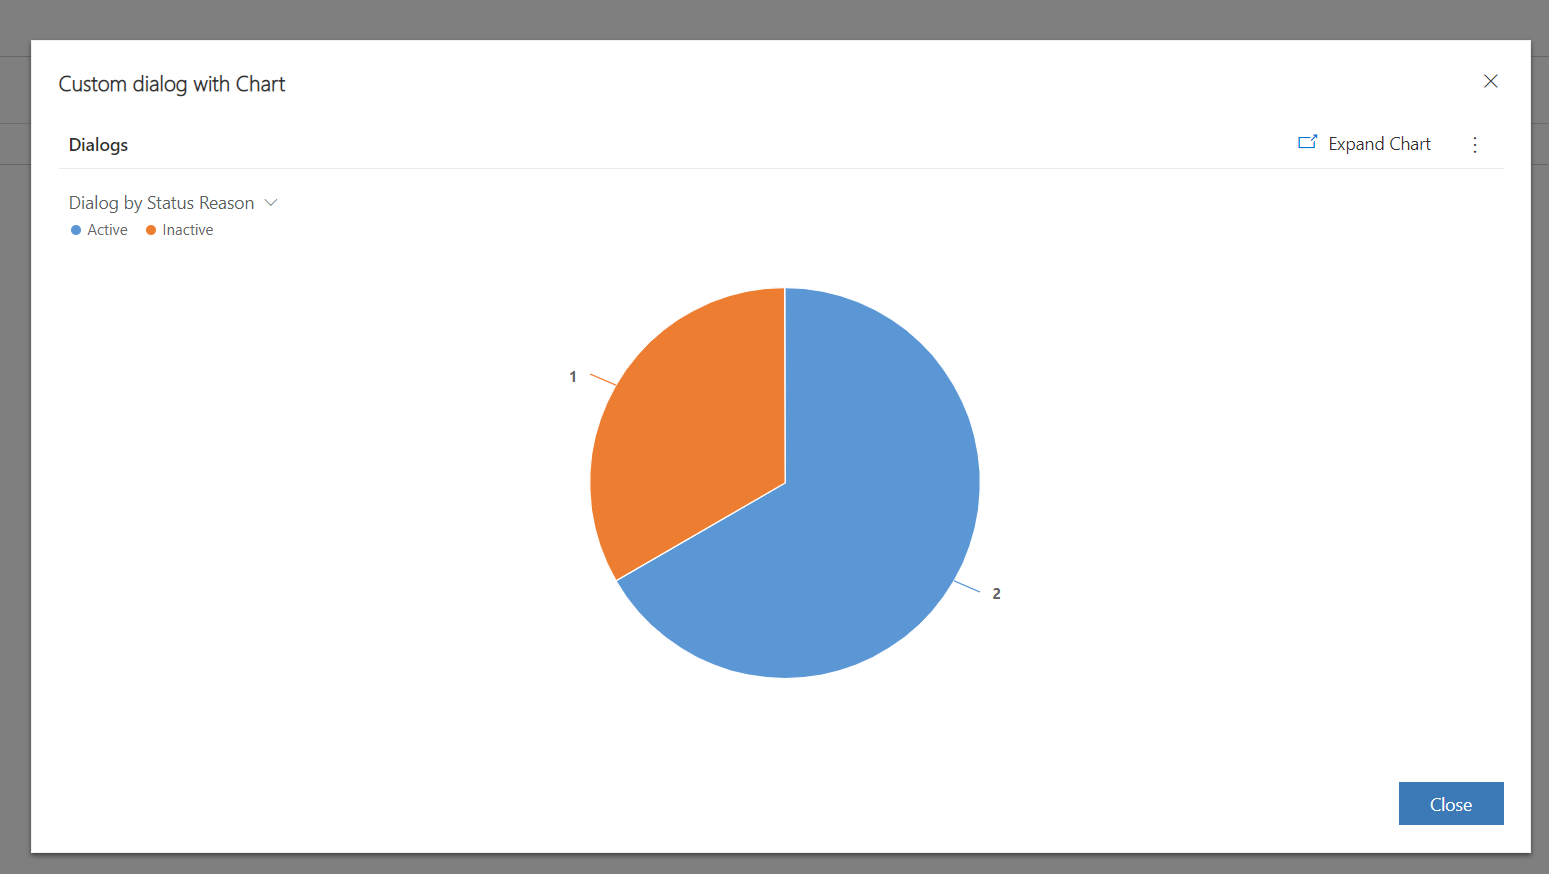 Custom dialog with Chart
Dialogs
Expand Chart
Dialog by Status Reason
Active Inactive
1
2
Close